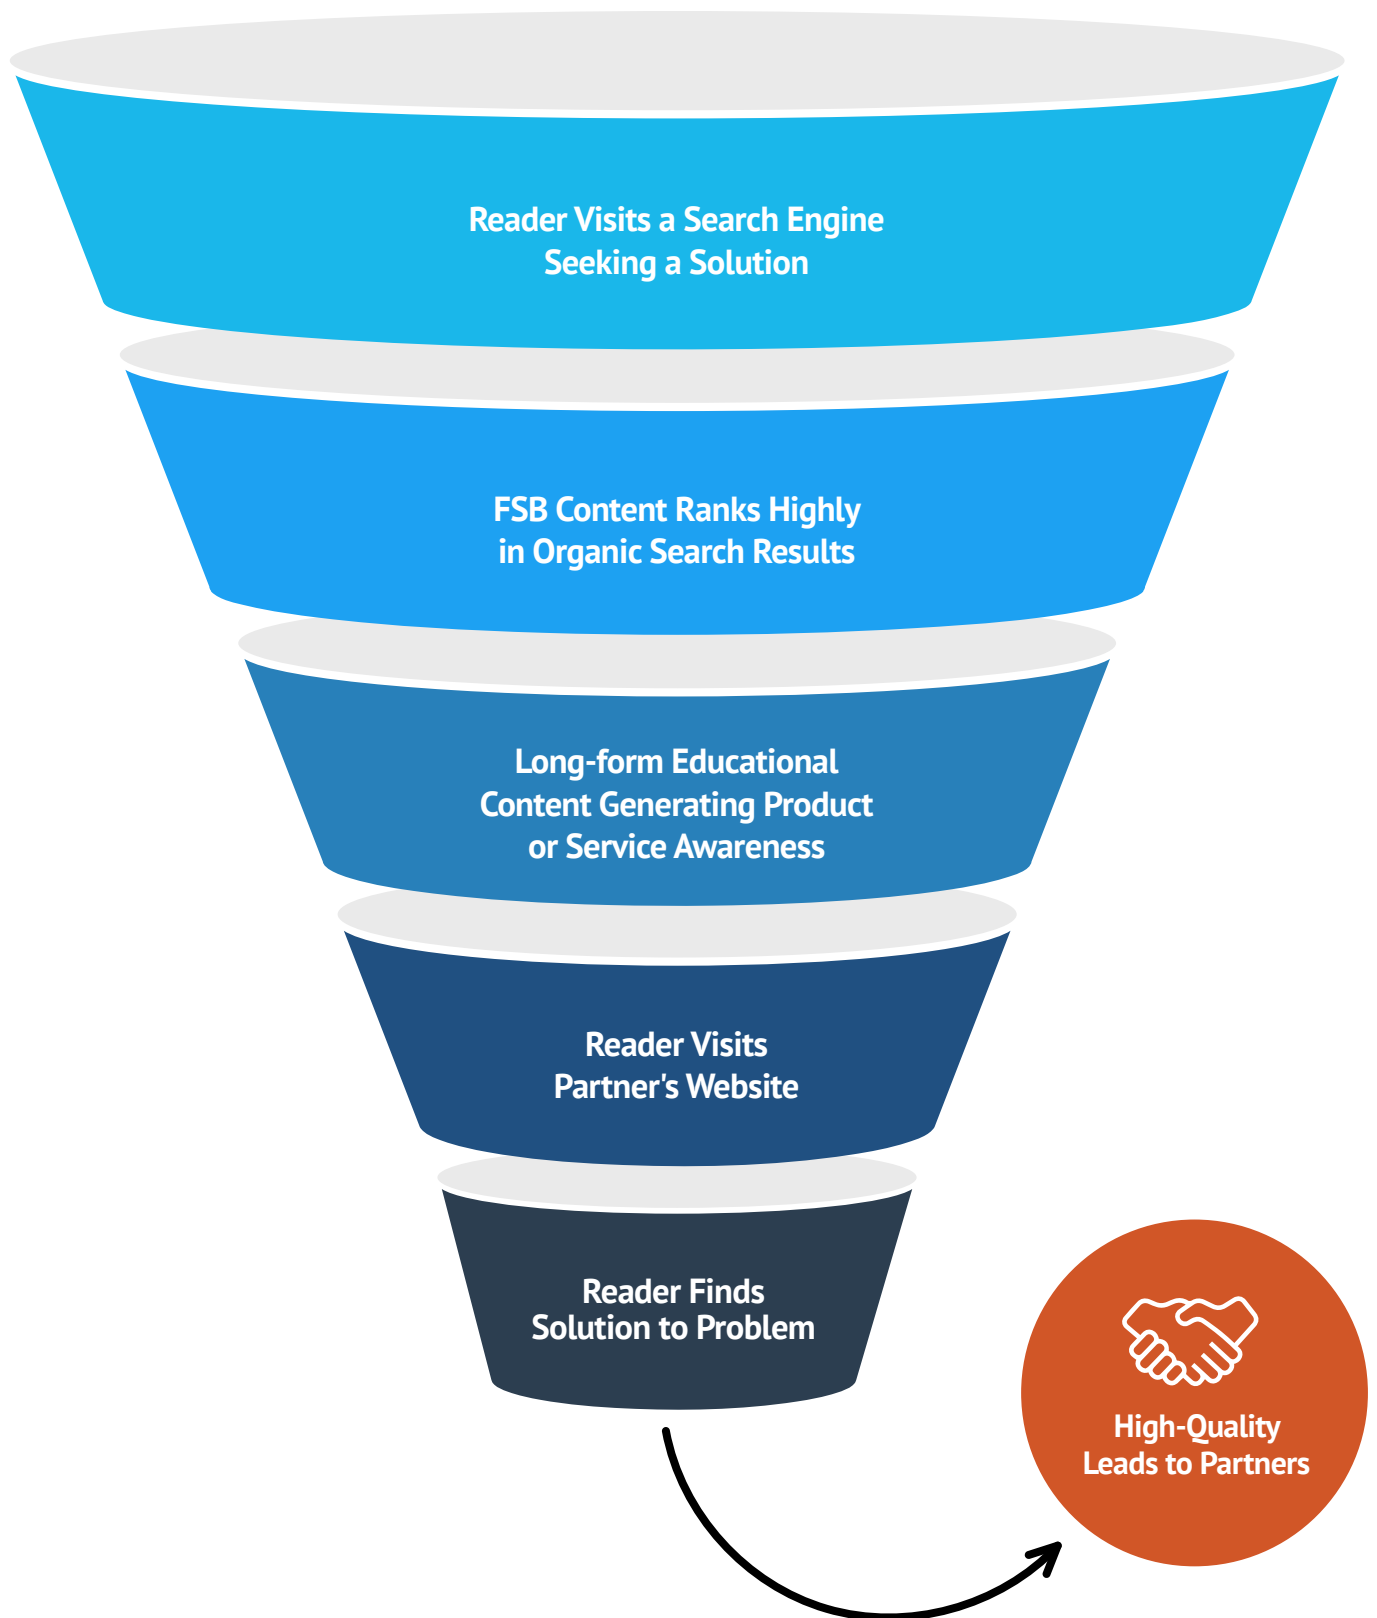 Reader Visits a Search Engine
Seeking a Solution
FSB Content Ranks Highly
in Organic Search Results
Long-form Educational
Content Generating Product
or Service Awareness
Reader Visits
Partner's Website
Reader Finds
Solution to Problem
High-Quality
Leads to Partners